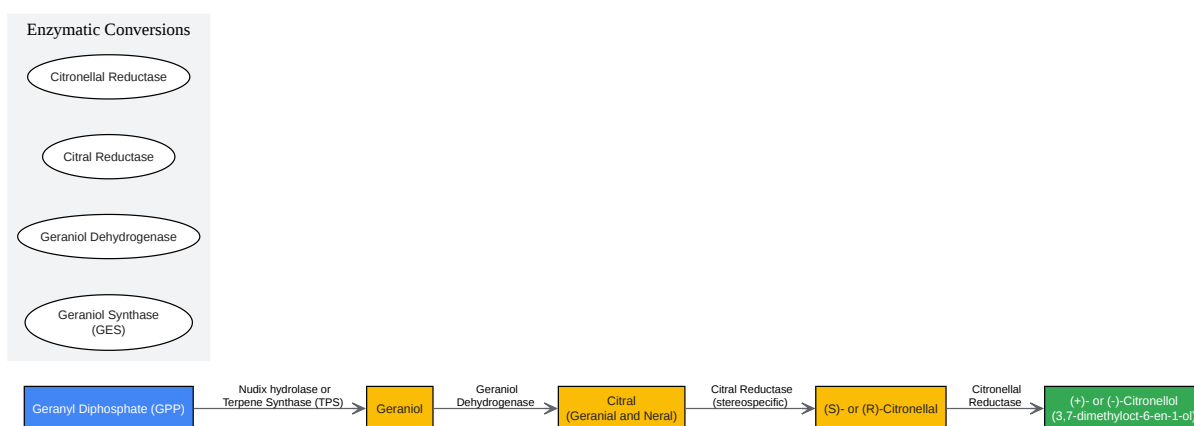 Enzymatic Conversions
Citronellal Reductase
Citral Reductase
Geraniol Dehydrogenase
Geraniol Synthase
(GES)
Geranyl Diphosphate (GPP)
Nudix hydrolase or
Terpene Synthase (TPS)
Geraniol
Geraniol
Dehydrogenase
Citral
(Geranial and Neral)
Citral Reductase
(stereospecific)
(S)- or (R)-Citronellal
Citronellal
Reductase
(+)- or (-)-Citronellol
(3,7-dimethyloct-6-en-1-ol)